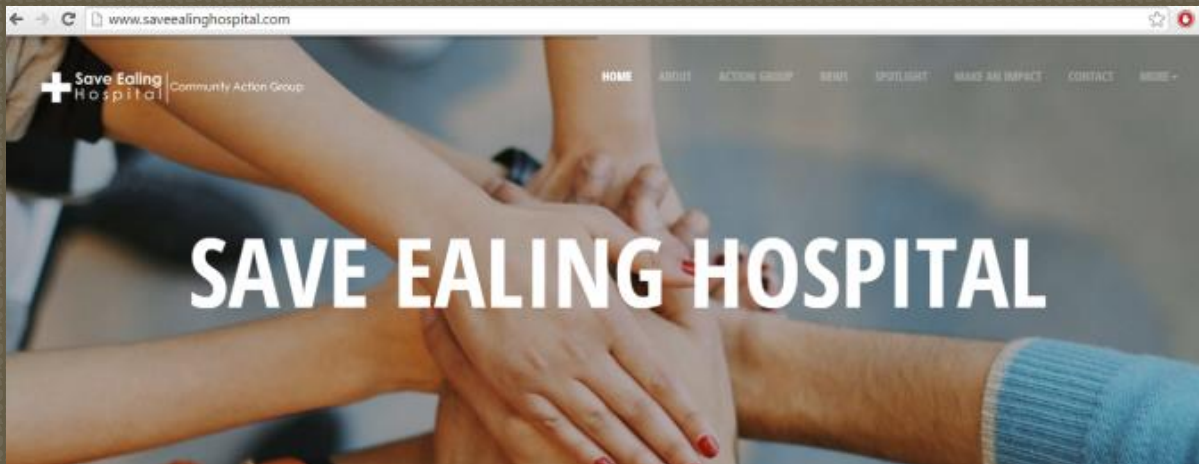 www.saveealinghospital.com
Save Ealing
Hospital
Community Action Group
HOME ABOUT ACTION GROUP NEWS SPOTLIGHT MAKE AN IMPACT CONTACT MORE
SAVE EALING HOSPITAL